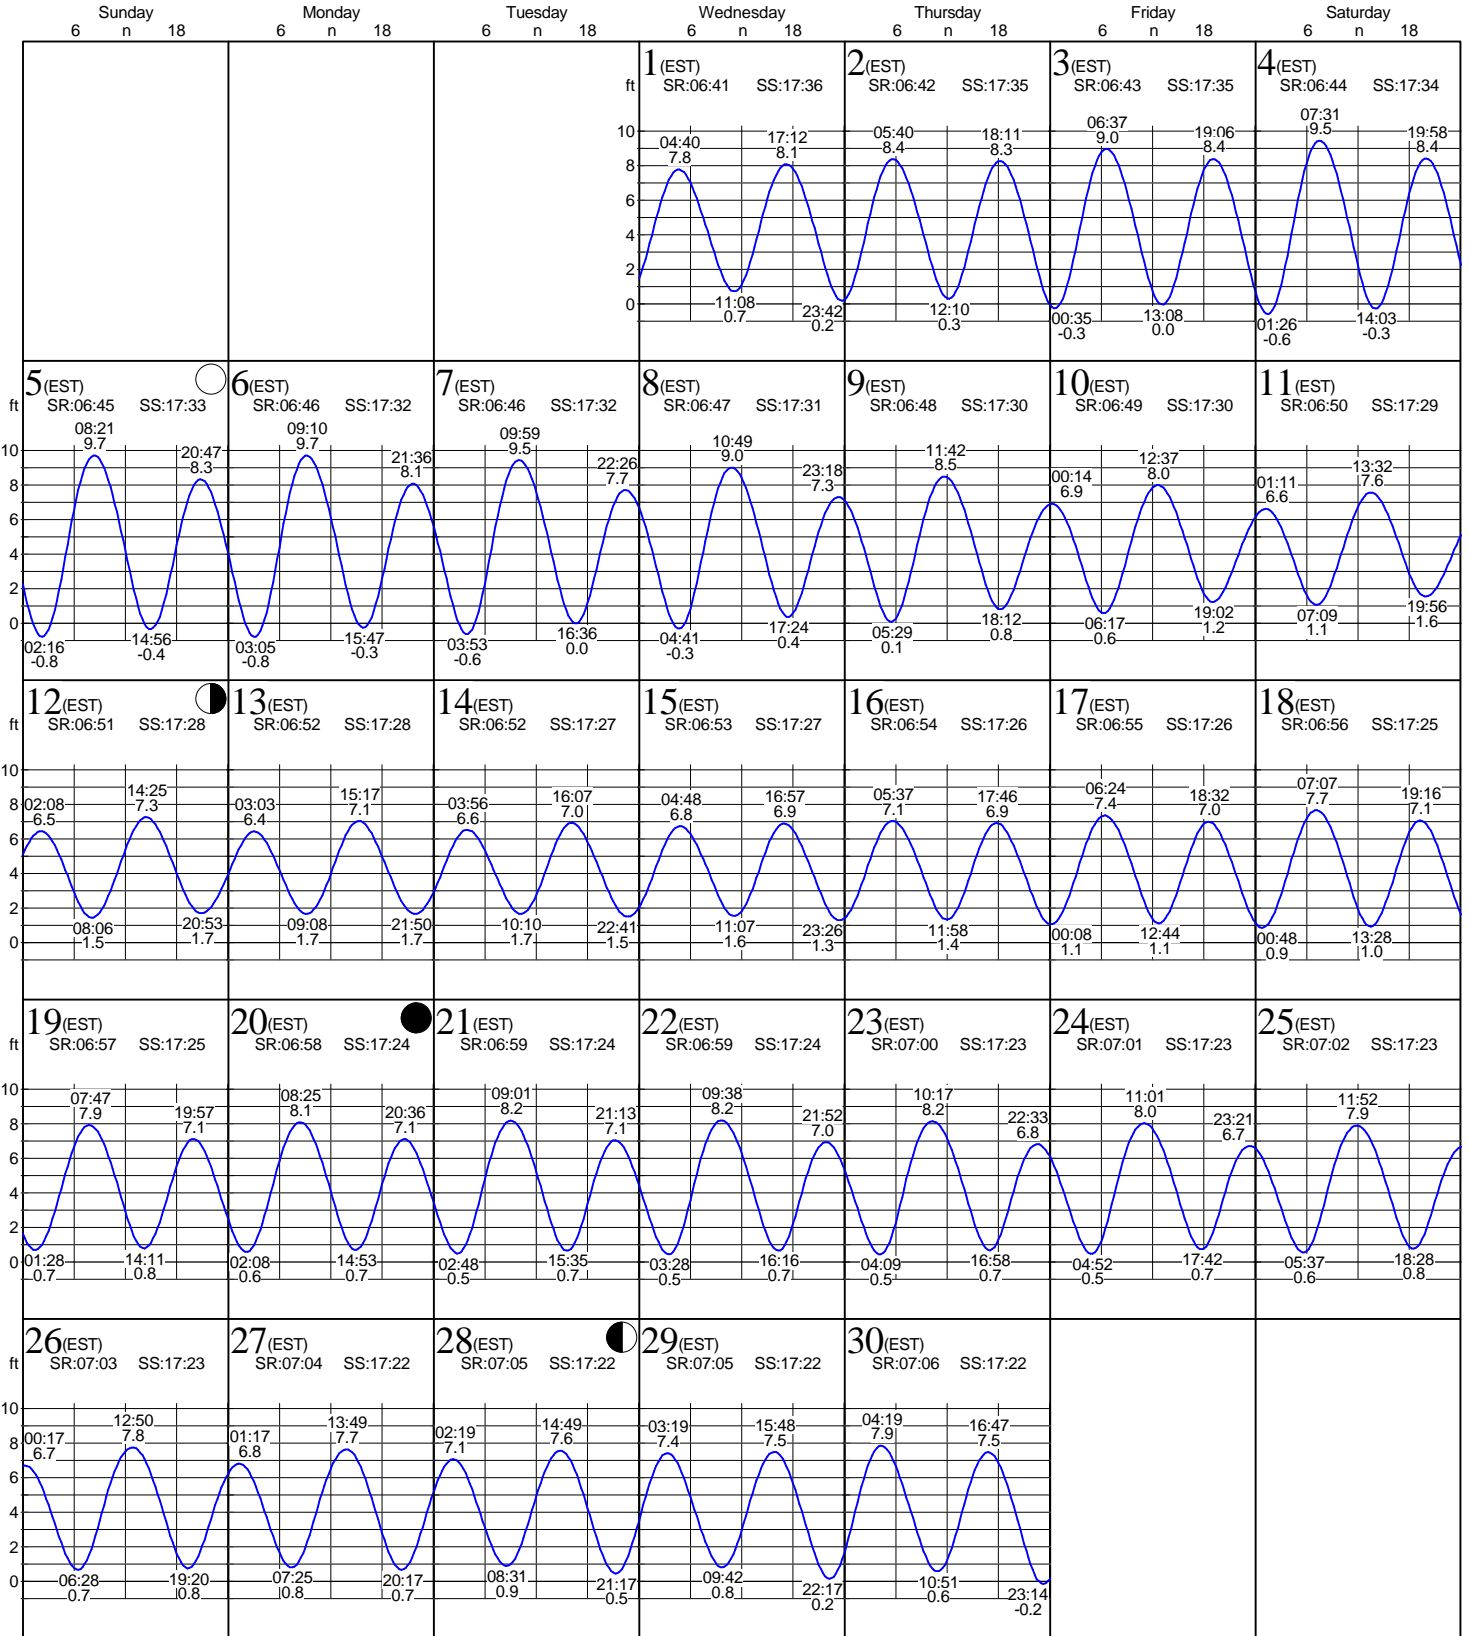 Sunday Monday Tuesday Wednesday Thursday Friday Saturday
6 n 18 6 n 18 6 n 18 6 n 18 6 n 18 6 n 18 6 n 18
1(EST) 2(EST) 3(EST) 4(EST)
ft SR:06:41 SS:17:36 SR:06:42 SS:17:35 SR:06:43 SS:17:35 SR:06:44 SS:17:34
04:40 17:12 05:40 18:11 06:37 19:06 07:31 19:58
7.8 8.1 8.4 8.3 9.0 8.4 9.5 8.4
10
8
6
4
2
0
11:08 23:42 12:10 00:35 13:08 01:26 14:03
0.7 0.2 0.3 -0.3 0.0 -0.6 -0.3
5(EST) 6(EST) 7(EST) 8(EST) 9(EST) 10(EST) 11(EST)
ft SR:06:45 SS:17:33 SR:06:46 SS:17:32 SR:06:46 SS:17:32 SR:06:47 SS:17:31 SR:06:48 SS:17:30 SR:06:49 SS:17:30 SR:06:50 SS:17:29
08:21 20:47 09:10 21:36 09:59 22:26 10:49 23:18 11:42 00:14 12:37 01:11 13:32
9.7 8.3 9.7 8.1 9.5 7.7 9.0 7.3 8.5 6.9 8.0 6.6 7.6
10
8
6
4
2
0
02:16 14:56 03:05 15:47 03:53 16:36 04:41 17:24 05:29 18:12 06:17 19:02 07:09 19:56
-0.8 -0.4 -0.8 -0.3 -0.6 0.0 -0.3 0.4 0.1 0.8 0.6 1.2 1.1 1.6
12(EST) 13(EST) 14(EST) 15(EST) 16(EST) 17(EST) 18(EST)
ft SR:06:51 SS:17:28 SR:06:52 SS:17:28 SR:06:52 SS:17:27 SR:06:53 SS:17:27 SR:06:54 SS:17:26 SR:06:55 SS:17:26 SR:06:56 SS:17:25
02:08 14:25 03:03 15:17 03:56 16:07 04:48 16:57 05:37 17:46 06:24 18:32 07:07 19:16
6.5 7.3 6.4 7.1 6.6 7.0 6.8 6.9 7.1 6.9 7.4 7.0 7.7 7.1
10
8
6
4
2
0
08:06 20:53 09:08 21:50 10:10 22:41 11:07 23:26 11:58 00:08 12:44 00:48 13:28
1.5 1.7 1.7 1.7 1.7 1.5 1.6 1.3 1.4 1.1 1.1 0.9 1.0
19(EST) 20(EST) 21(EST) 22(EST) 23(EST) 24(EST) 25(EST)
ft SR:06:57 SS:17:25 SR:06:58 SS:17:24 SR:06:59 SS:17:24 SR:06:59 SS:17:24 SR:07:00 SS:17:23 SR:07:01 SS:17:23 SR:07:02 SS:17:23
07:47 19:57 08:25 20:36 09:01 21:13 09:38 21:52 10:17 22:33 11:01 23:21 11:52
7.9 7.1 8.1 7.1 8.2 7.1 8.2 7.0 8.2 6.8 8.0 6.7 7.9
10
8
6
4
2
0
01:28 14:11 02:08 14:53 02:48 15:35 03:28 16:16 04:09 16:58 04:52 17:42 05:37 18:28
0.7 0.8 0.6 0.7 0.5 0.7 0.5 0.7 0.5 0.7 0.5 0.7 0.6 0.8
26(EST) 27(EST) 28(EST) 29(EST) 30(EST)
ft SR:07:03 SS:17:23 SR:07:04 SS:17:22 SR:07:05 SS:17:22 SR:07:05 SS:17:22 SR:07:06 SS:17:22
00:17 12:50 01:17 13:49 02:19 14:49 03:19 15:48 04:19 16:47
6.7 7.8 6.8 7.7 7.1 7.6 7.4 7.5 7.9 7.5
10
8
6
4
2
0
06:28 19:20 07:25 20:17 08:31 21:17 09:42 22:17 10:51 23:14
0.7 0.8 0.8 0.7 0.9 0.5 0.8 0.2 0.6 -0.2